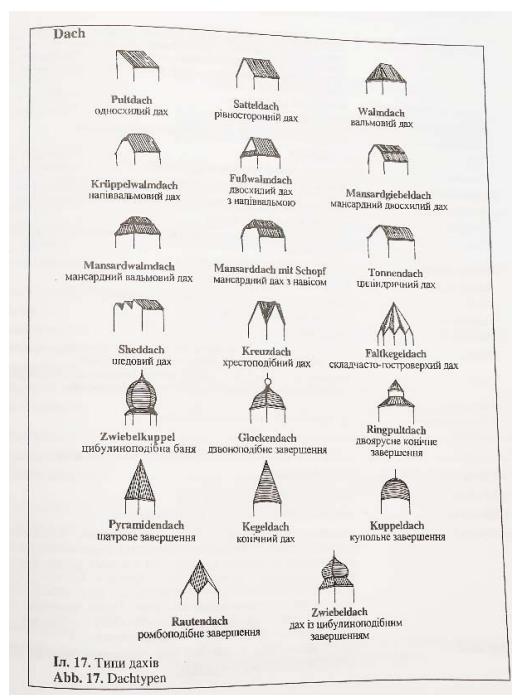 Dach
Pultdach
односхилий дах
Satteldach
рівносторонній дах
Walmdach
вальмовий дах
Krüppelwalmdach
напіввальмовий дах
Fußwalmdach
двосхилий дах
з напіввальмою
Mansardgiebeldach
мансардний двосхилий дах
Mansardwalmdach
мансардний вальмовий дах
Mansarddach mit Schopf
мансардний дах з навісом
Tonnendach
циліндричний дах
Sheddach
шедовий дах
Kreuzdach
хрестоподібний дах
Faltkegeldach
складчасто-гостроверхий дах
Zwiebelkuppel
цибулиноподібна баня
Glockendach
дзвоноподібне завершення
Ringpultdach
двоярусне конічне
завершення
Pyramidendach
шатрове завершення
Kegeldach
конічний дах
Kuppeldach
купольне завершення
Rautendach
ромбоподібне завершення
Zwiebeldach
дах із цибулиноподібним
завершенням
Іл. 17. Типи дахів
Abb. 17. Dachtypen